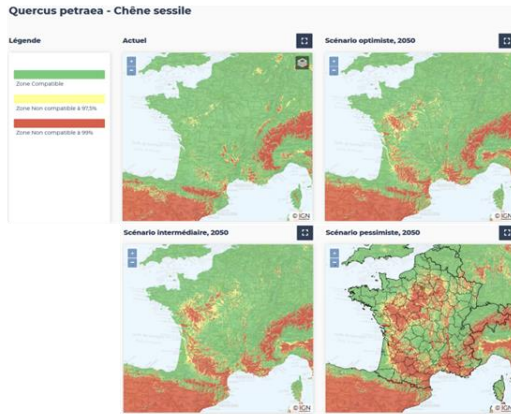 Quercus petraea - Chêne sessile
Légende
Actuel
Scénario optimiste, 2050
Zone Compatible
Zone Non compatible à 97,5%
Zone Non compatible à 99%
© IGN
© IGN
Scénario intermédiaire, 2050
Scénario pessimiste, 2050
© IGN
© IGN